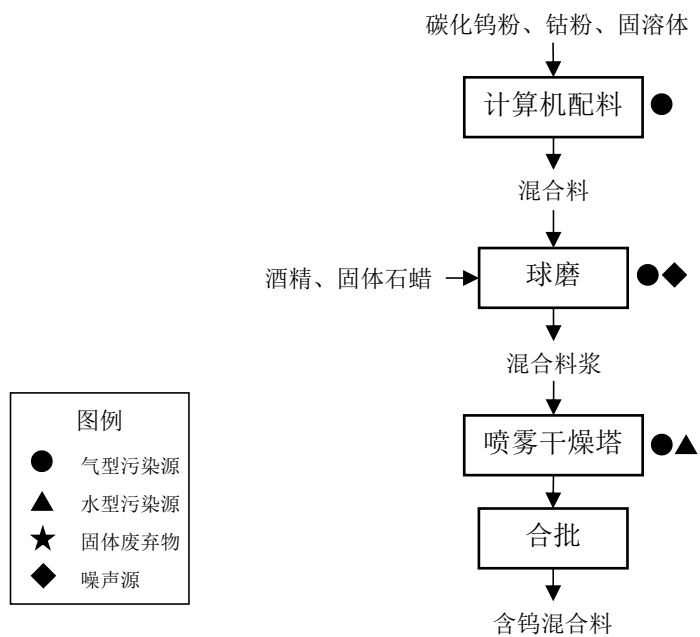 碳化钨粉、钴粉、固溶体
计算机配料
混合料
酒精、固体石蜡
球磨
混合料浆
喷雾干燥塔
合批
含钨混合料
图例
气型污染源
水型污染源
固体废弃物
噪声源